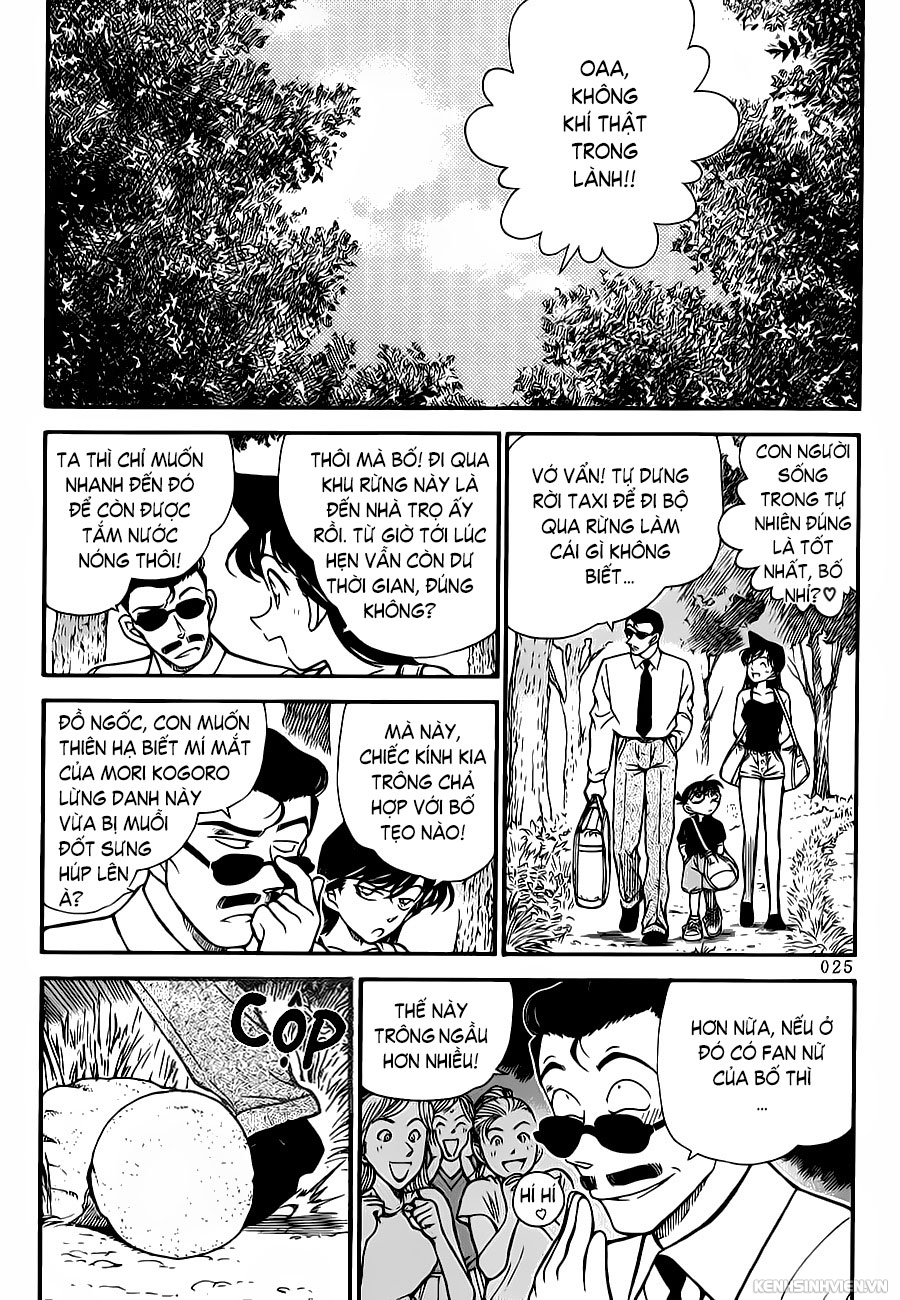 OAA,
KHÔNG
KHÍ THẬT
TRONG
LÀNH!!
CON NGƯỜI
SỐNG
TRONG TỰ
NHIÊN ĐÚNG
LÀ TỐT
NHẤT, BỐ
NHỈ?♡
VỚ VẨN! TỰ DƯNG
RỜI TAXI ĐỂ ĐI BỘ
QUA RỪNG LÀM
CÁI GÌ KHÔNG
BIẾT...
THÔI MÀ BỐ! ĐI QUA
KHU RỪNG NÀY LÀ
ĐẾN NHÀ TRỌ ẤY
RỒI. TỪ GIỜ TỚI LÚC
HẸN VẪN CÒN DƯ
THỜI GIAN, ĐÚNG
KHÔNG?
TA THÌ CHỈ MUỐN
NHANH ĐẾN ĐÓ
ĐỂ CÒN ĐƯỢC
TẮM NƯỚC
NÓNG THÔI!
MÀ NÀY,
CHIẾC KÍNH KIA
TRÔNG CHẢ
HỢP VỚI BỐ
TẸO NÀO!
ĐỒ NGỐC, CON MUỐN
THIÊN HẠ BIẾT MÍ MẮT
CỦA MORI KOGORO
LỪNG DANH NÀY
VỪA BỊ MUỖI
ĐỐT SƯNG
HÚP LÊN
À?
025
HƠN NỮA, NẾU Ở
ĐÓ CÓ FAN NỮ
CỦA BỐ THÌ
...
THẾ NÀY
TRÔNG NGẦU
HƠN NHIỀU!
HÍ HÍ
♡
CỘP
KENHSINHVIEN.VN